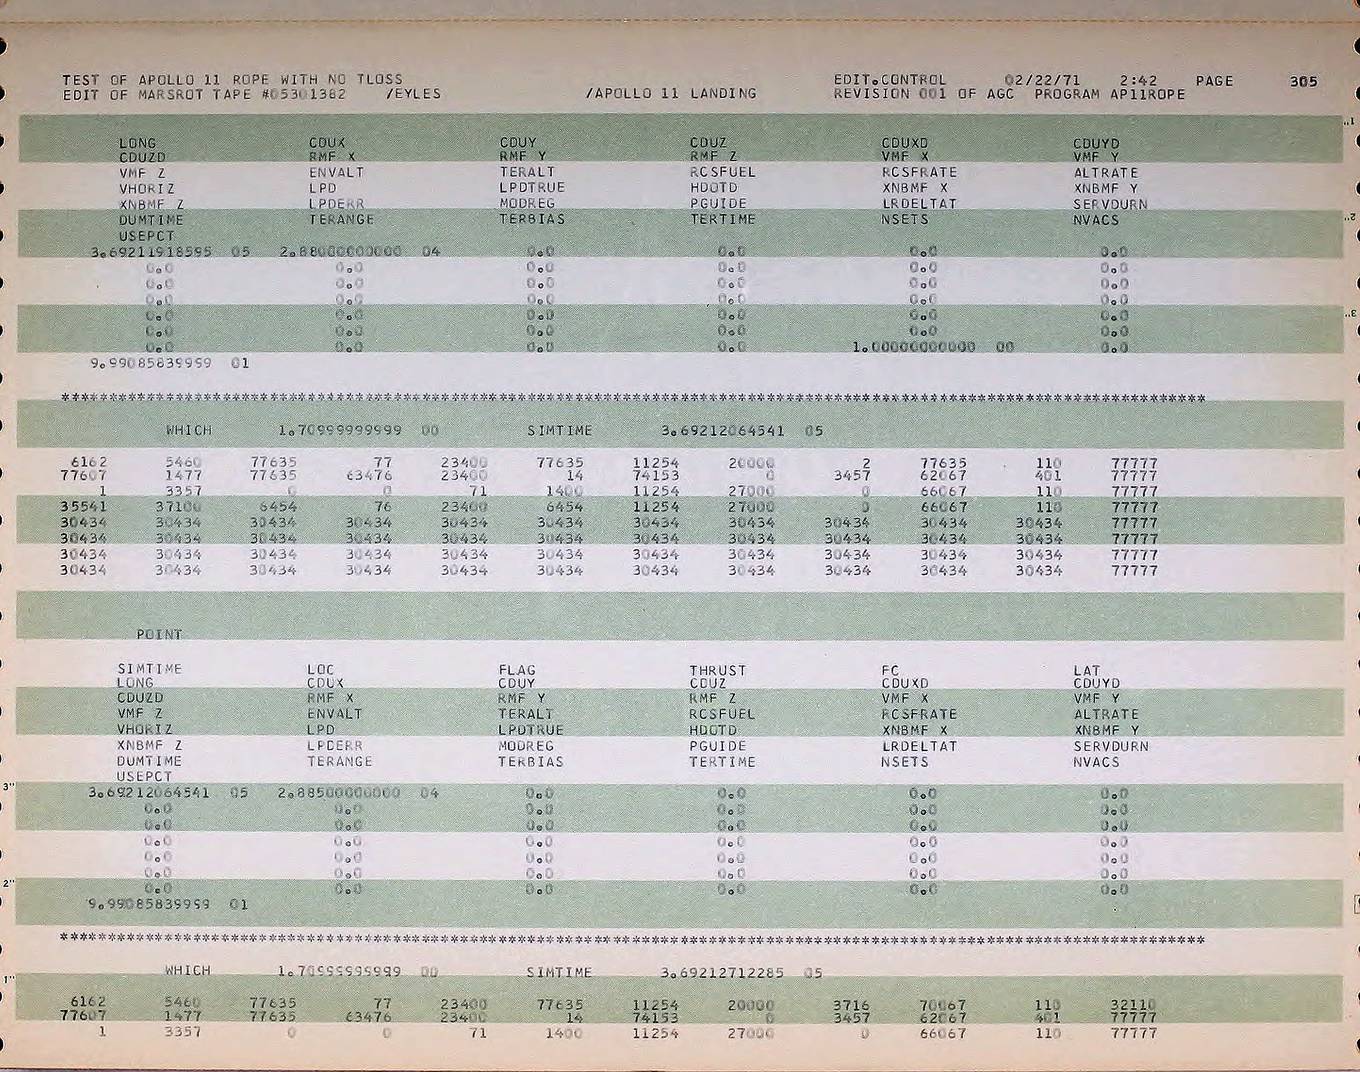 TEST OF APOLLO 11 ROPE WITH NO TLOSS EDIT.CONTROL 02/22/71 2:42 PAGE 305
EDIT OF MARSROT TAPE #05301382 /EYLES /APOLLO 11 LANDING REVISION 001 OF AGC PROGRAM AP11ROPE
LONG CDUX CDUY CDUZ CDUXD CDUYD
CDUZD RMF X RMF Y RMF Z VMF X VMF Y
VMF Z ENVALT TERALT RCSFUEL RCSFRATE ALTRATE
VHORIZ LPD LPDTRUE HDOTD XNBMF X XNBMF Y
XNBMF Z LPDERR MODREG PGUIDE LRDELTAT SERVDURN
DUMTIME TERANGE TERBIAS TERTIME NSETS NVACS
USEPCT
3.69211918595 05 2.88000000000 04 0.0 0.0 0.0 0.0
0.0 0.0 0.0 0.0 0.0 0.0
0.0 0.0 0.0 0.0 0.0 0.0
0.0 0.0 0.0 0.0 0.0 0.0
0.0 0.0 0.0 0.0 0.0 0.0
0.0 0.0 0.0 0.0 0.0 0.0
0.0 0.0 0.0 0.0 1.00000000000 00 0.0
9.99085839999 01
WHICH 1.70999999999 00 SIMTIME 3.69212064541 05
6162 5460 77635 77 23400 77635 11254 20000 2 77635 110 77777
77607 1477 77635 63476 23400 14 74153 0 3457 62067 401 77777
1 3357 0 0 71 1400 11254 27000 0 66067 110 77777
35541 37100 6454 76 23400 6454 11254 27000 0 66067 110 77777
30434 30434 30434 30434 30434 30434 30434 30434 30434 30434 30434 77777
30434 30434 30434 30434 30434 30434 30434 30434 30434 30434 30434 77777
30434 30434 30434 30434 30434 30434 30434 30434 30434 30434 30434 77777
30434 30434 30434 30434 30434 30434 30434 30434 30434 30434 30434 77777
POINT
SIMTIME LOC FLAG THRUST FC LAT
LONG CDUX CDUY CDUZ CDUXD CDUYD
CDUZD RMF X RMF Y RMF Z VMF X VMF Y
VMF Z ENVALT TERALT RCSFUEL RCSFRATE ALTRATE
VHORIZ LPD LPDTRUE HDOTD XNBMF X XNBMF Y
XNBMF Z LPDERR MODREG PGUIDE LRDELTAT SERVDURN
DUMTIME TERANGE TERBIAS TERTIME NSETS NVACS
USEPCT
3.69212064541 05 2.88500000000 04 0.0 0.0 0.0 0.0
0.0 0.0 0.0 0.0 0.0 0.0
0.0 0.0 0.0 0.0 0.0 0.0
0.0 0.0 0.0 0.0 0.0 0.0
0.0 0.0 0.0 0.0 0.0 0.0
0.0 0.0 0.0 0.0 0.0 0.0
0.0 0.0 0.0 0.0 0.0 0.0
9.99085839999 01
WHICH 1.70999999999 00 SIMTIME 3.69212712285 05
6162 5460 77635 77 23400 77635 11254 20000 3716 70067 110 32110
77607 1477 77635 63476 23400 14 74153 0 3457 62067 401 77777
1 3357 0 0 71 1400 11254 27000 0 66067 110 77777